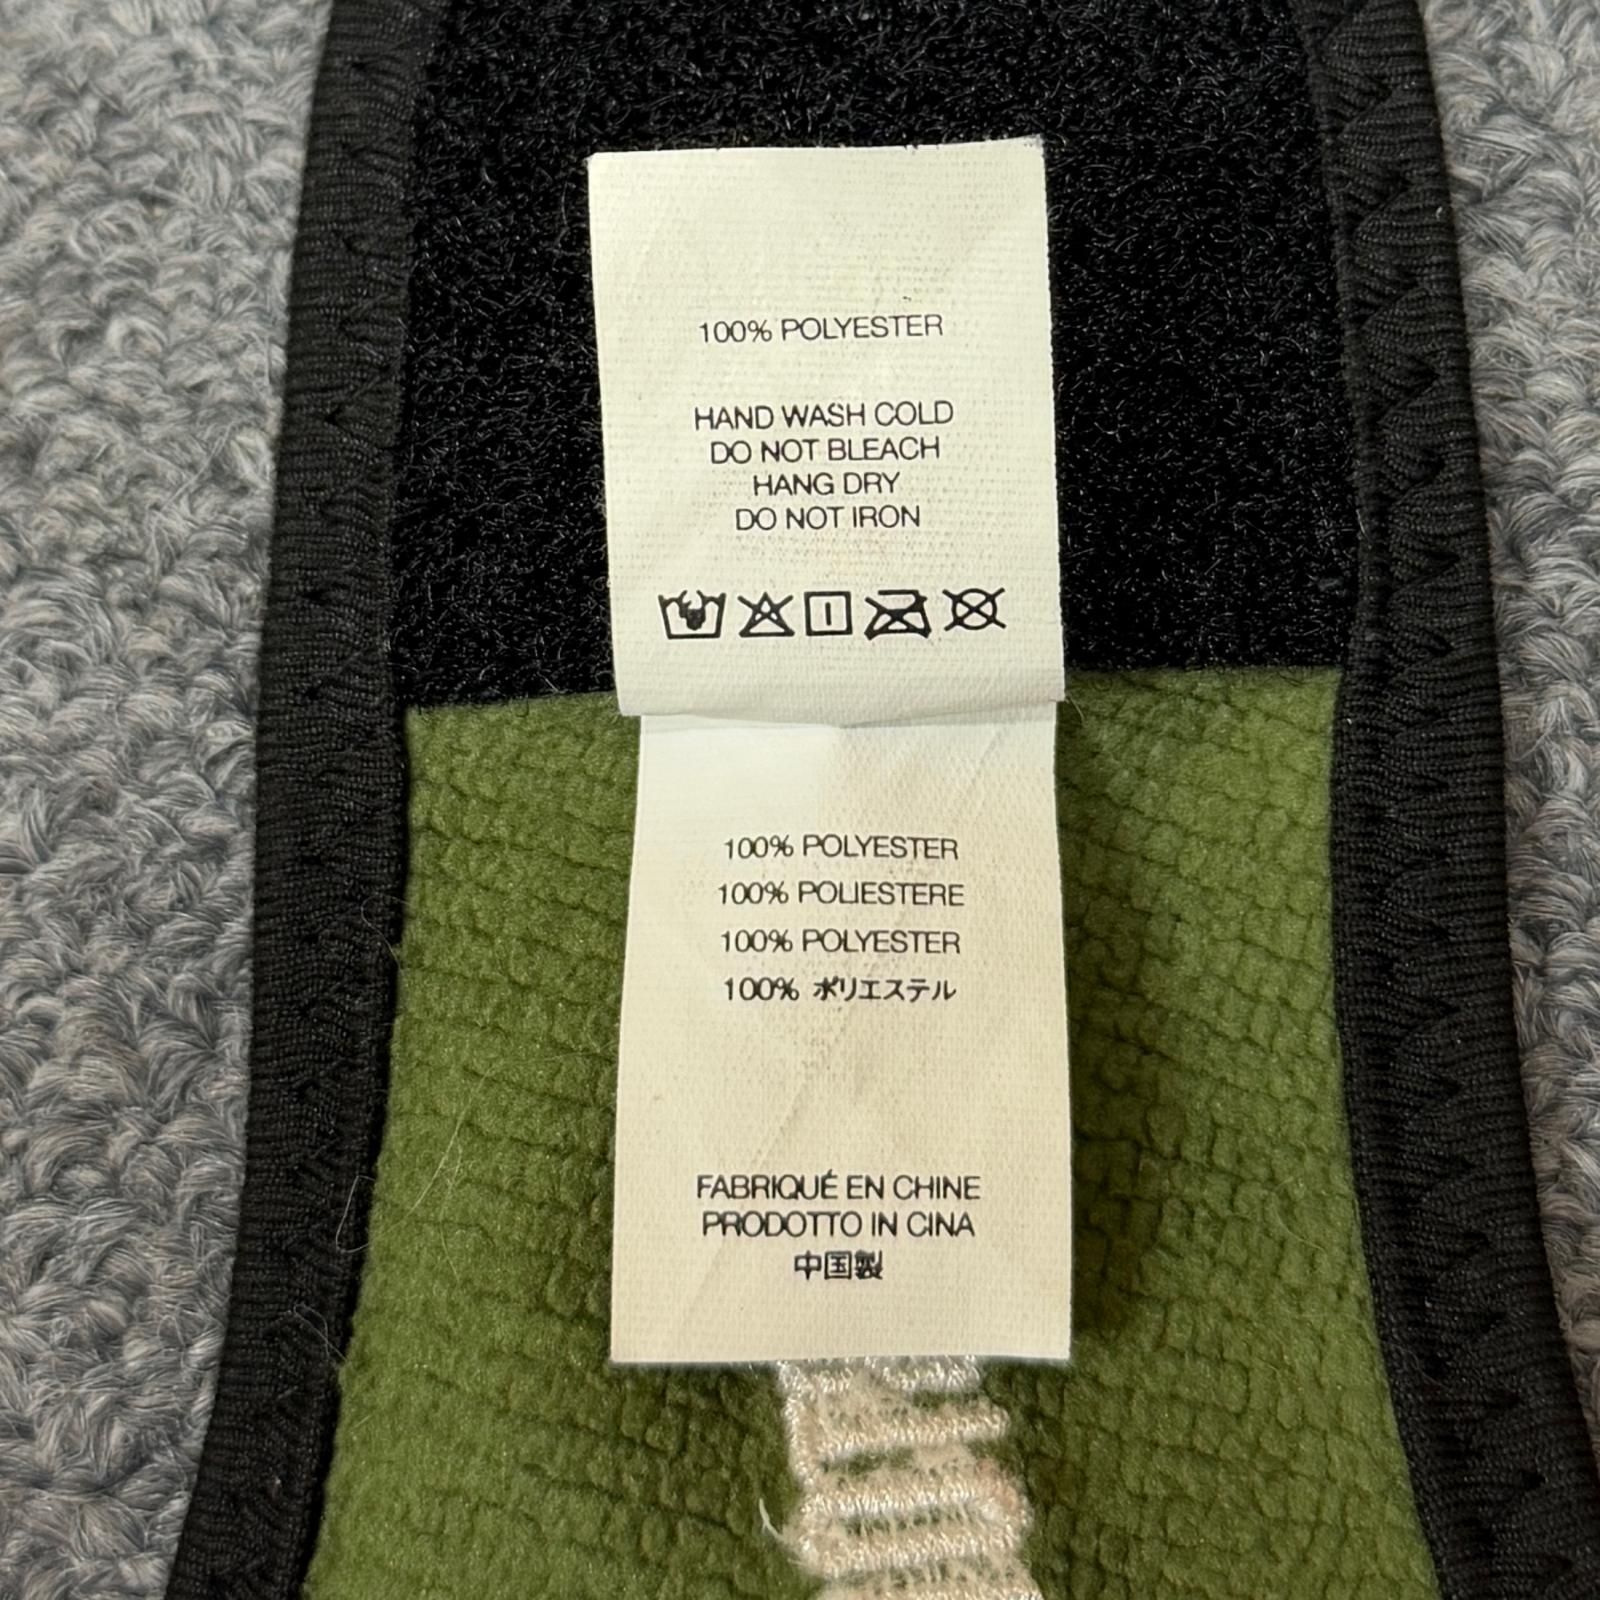 100% POLYESTER
HAND WASH COLD
DO NOT BLEACH
HANG DRY
DO NOT IRON
100% POLYESTER
100% POLIESTERE
100% POLYESTER
100% ポリエステル
FABRIQUÉ EN CHINE
PRODOTTO IN CINA
中国製